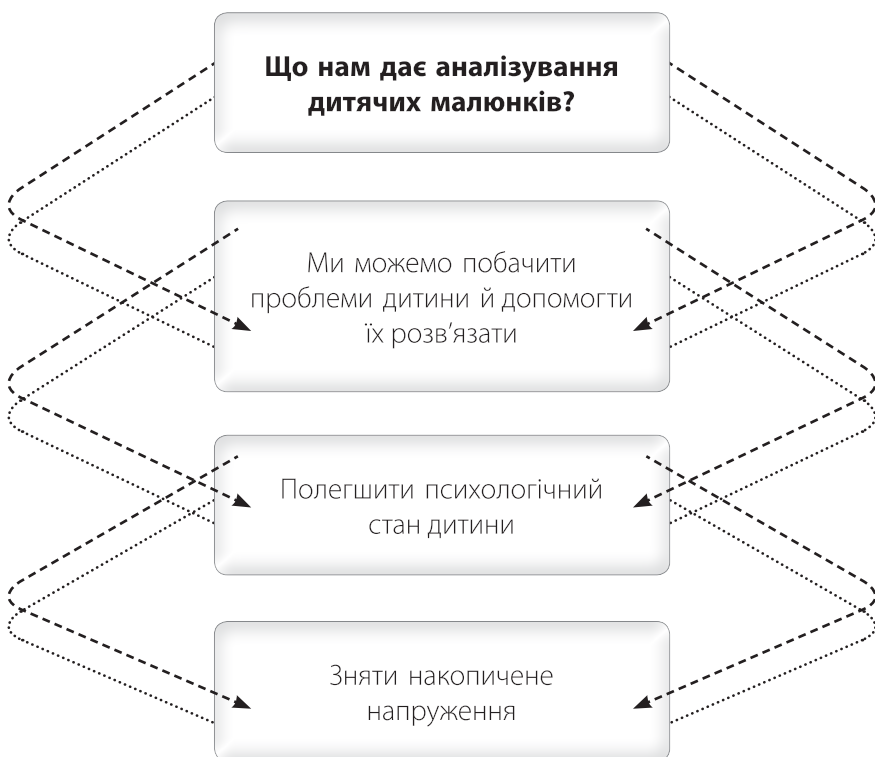 Що нам дає аналізування
дитячих малюнків?
Ми можемо побачити
проблеми дитини й допомогти
їх розв'язати
Полегшити психологічний
стан дитини
Зняти накопичене
напруження